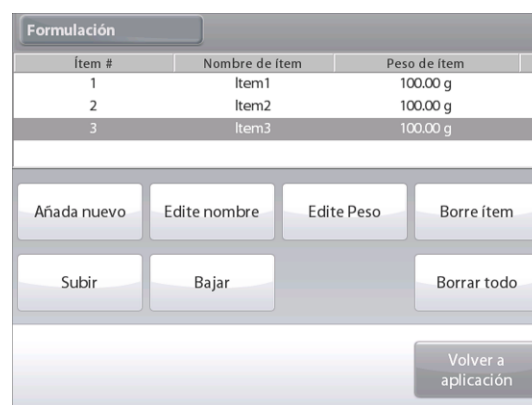 Formulación
Ítem # Nombre de ítem Peso de ítem
1 Item1 100.00 g
2 Item2 100.00 g
3 Item3 100.00 g
Añada nuevo Edite nombre Edite Peso Borre ítem
Subir Bajar Borrar todo
Volver a
aplicación